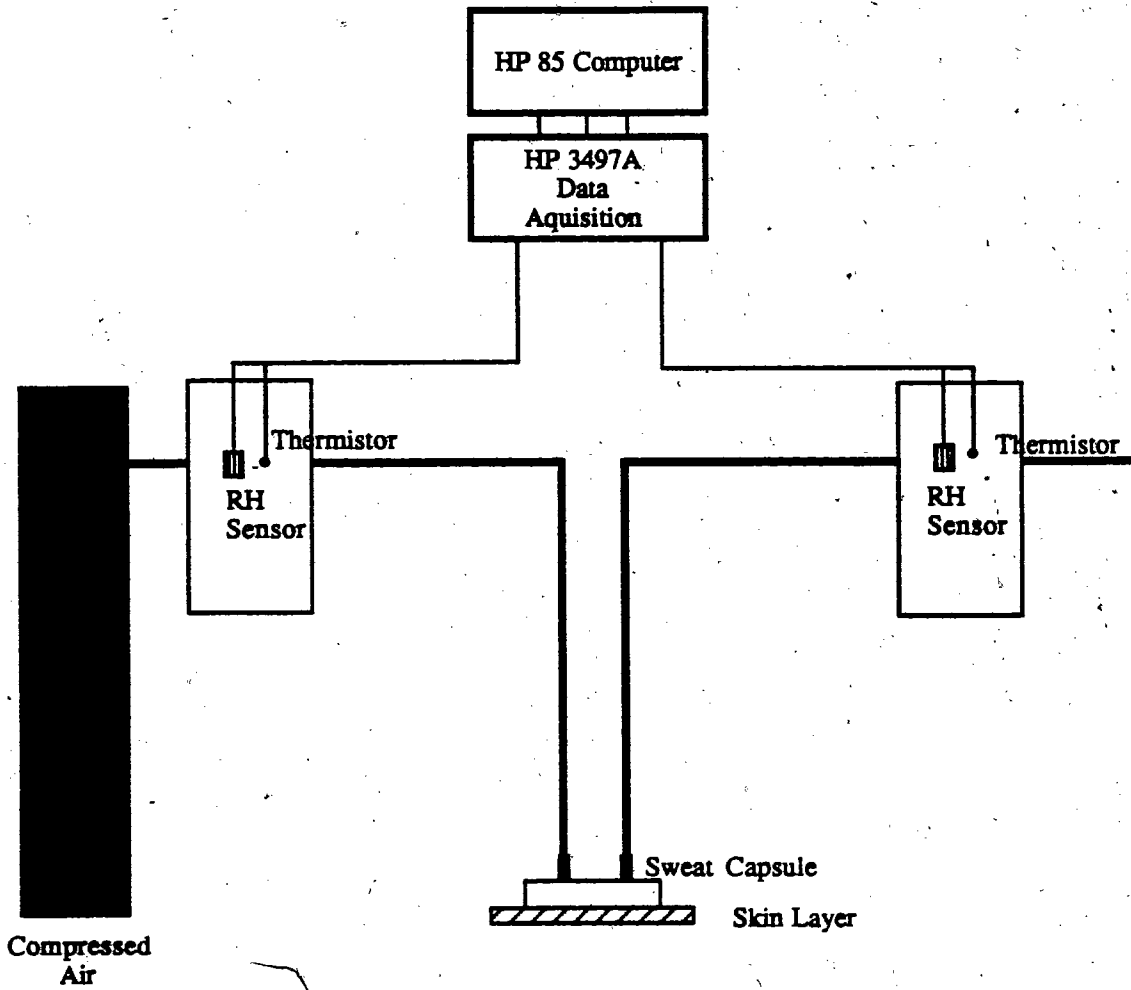 HP 85 Computer
HP 3497A
Data
Aquisition
Thermistor
RH
Sensor
Thermistor
RH
Sensor
Sweat Capsule
Skin Layer
Compressed
Air